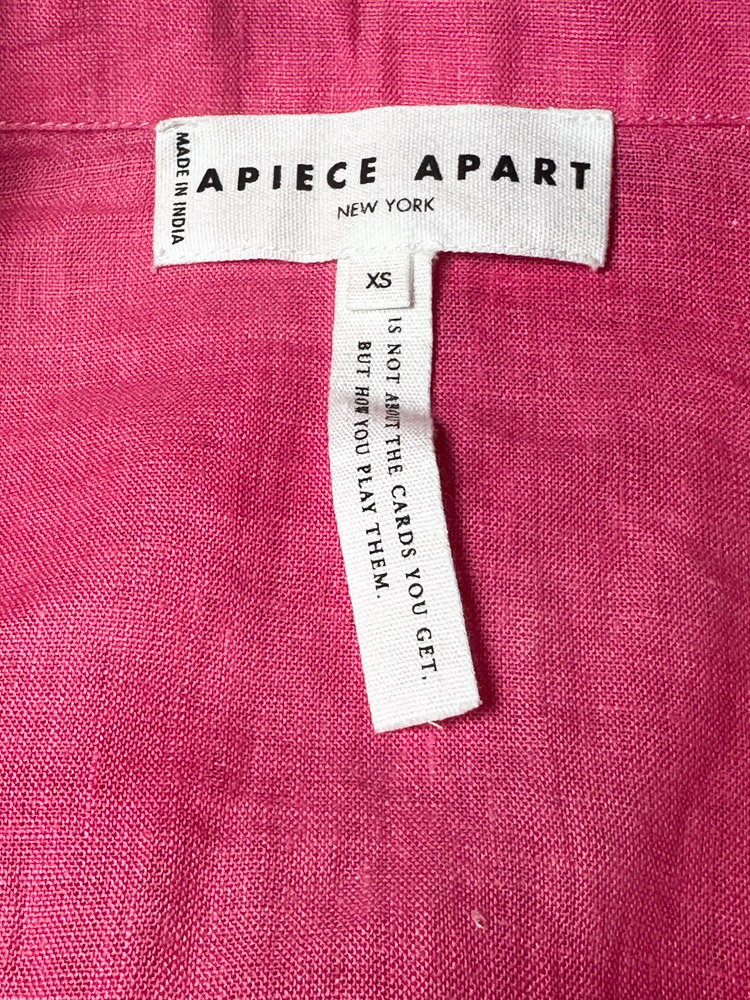 MADE IN INDIA
APIECE APART
NEW YORK
XS
IS NOT ABOUT THE CARDS YOU GET,
BUT HOW YOU PLAY THEM.